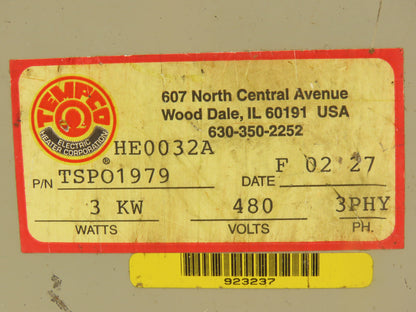 TEMPCO
ELECTRIC
HEATER CORPORATION
®
607 North Central Avenue
Wood Dale, IL 60191 USA
630-350-2252
HE0032A
P/N TSPO1979 DATE F 02 27
3 KW 480 3PHY
WATTS VOLTS PH.
923237